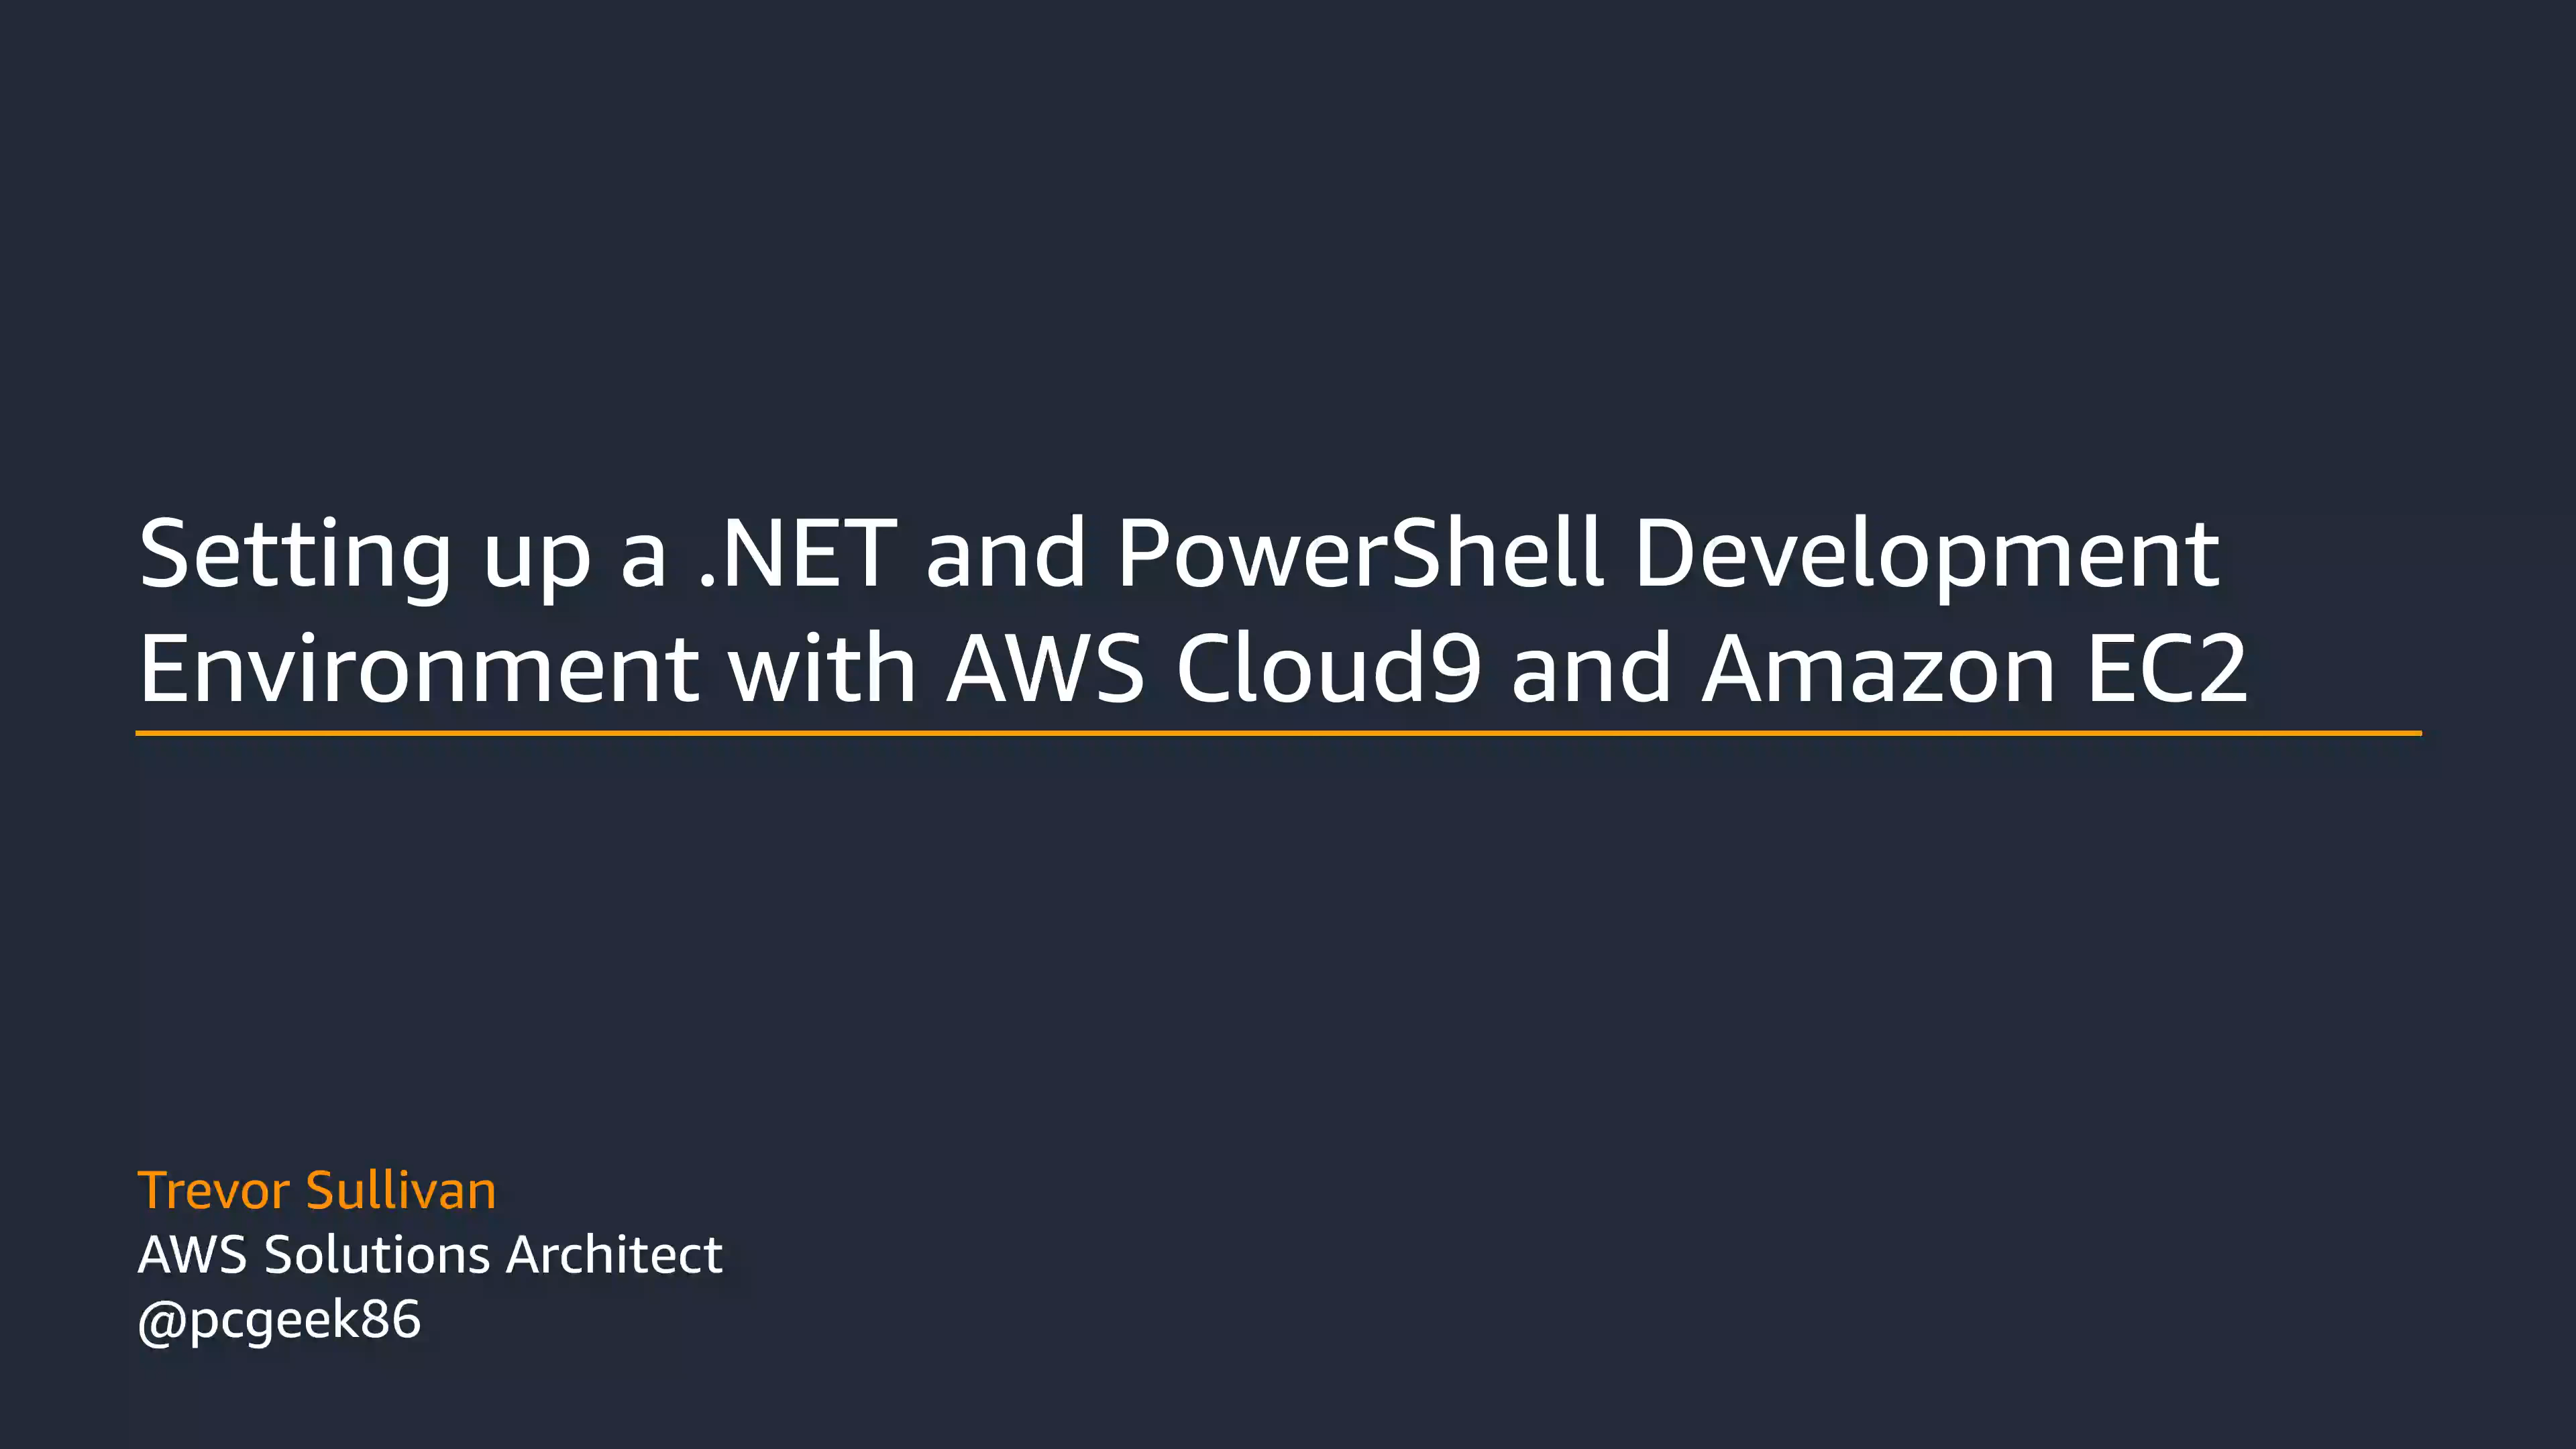 Setting up a .NET and PowerShell Development
Environment with AWS Cloud9 and Amazon EC2
Trevor Sullivan
AWS Solutions Architect
@pcgeek86